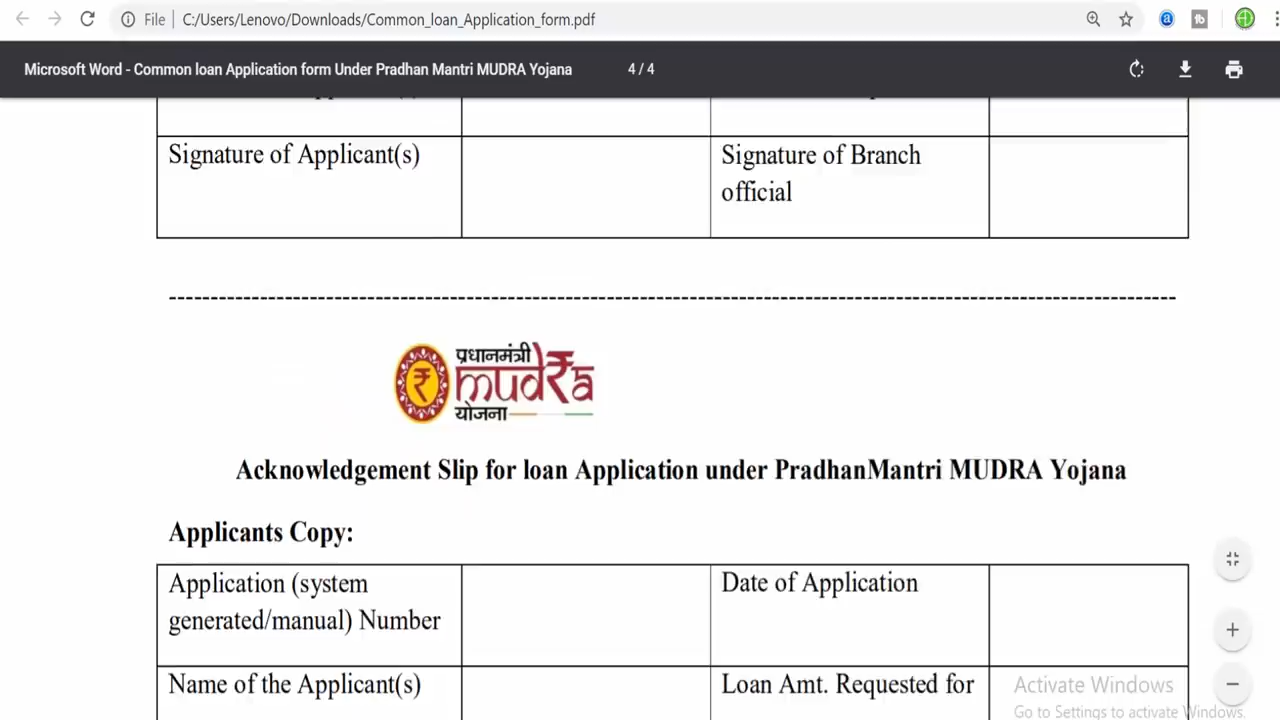 File
C:/Users/Lenovo/Downloads/Common_loan_Application_form.pdf
Microsoft Word - Common loan Application form Under Pradhan Mantri MUDRA Yojana
4 / 4
Signature of Applicant(s)
Signature of Branch
official
प्रधानमंत्री
mudra
योजना
Acknowledgement Slip for loan Application under PradhanMantri MUDRA Yojana
Applicants Copy:
Application (system
generated/manual) Number
Date of Application
Name of the Applicant(s)
Loan Amt. Requested for
Activate Windows
Go to Settings to activate Windows.